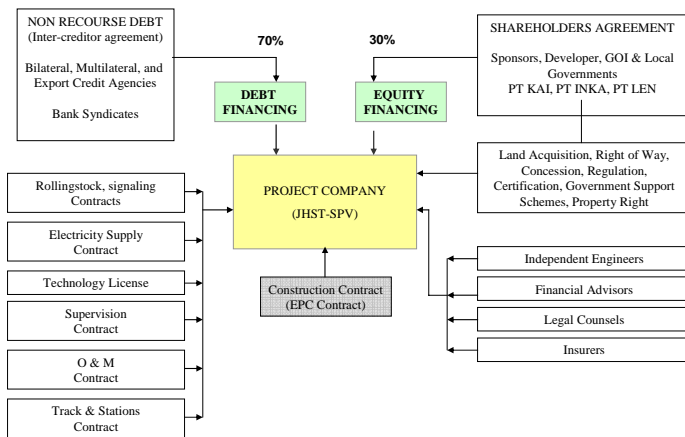 NON RECOURSE DEBT
(Inter-creditor agreement)
Bilateral, Multilateral, and
Export Credit Agencies
Bank Syndicates
70%
30%
SHAREHOLDERS AGREEMENT
Sponsors, Developer, GOI & Local
Governments
PT KAI, PT INKA, PT LEN
DEBT
FINANCING
EQUITY
FINANCING
PROJECT COMPANY
(JHST-SPV)
Land Acquisition, Right of Way,
Concession, Regulation,
Certification, Government Support
Schemes, Property Right
Rollingstock, signaling
Contracts
Electricity Supply
Contract
Technology License
Supervision
Contract
O & M
Contract
Track & Stations
Contract
Construction Contract
(EPC Contract)
Independent Engineers
Financial Advisors
Legal Counsels
Insurers